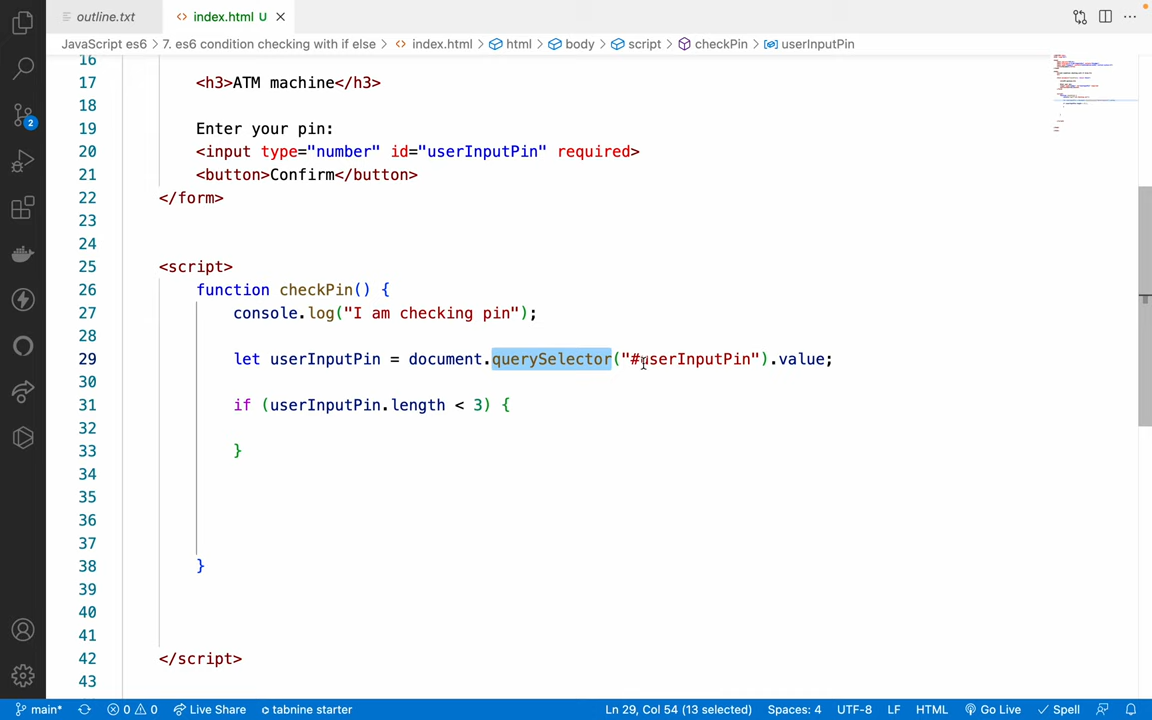 outline.txt
<> index.html U ×
JavaScript es6 > 7. es6 condition checking with if else > <> index.html > html > body > script > checkPin > userInputPin
16
17 <h3>ATM machine</h3>
18
19 Enter your pin:
20 <input type="number" id="userInputPin" required>
21 <button>Confirm</button>
22 </form>
23
24
25 <script>
26 function checkPin() {
27 console.log("I am checking pin");
28
29 let userInputPin = document.querySelector("#userInputPin").value;
30
31 if (userInputPin.length < 3) {
32
33 }
34
35
36
37
38 }
39
40
41
42 </script>
43
2
main* 0 0 Live Share tabnine starter Ln 29, Col 54 (13 selected) Spaces: 4 UTF-8 LF HTML Go Live Spell